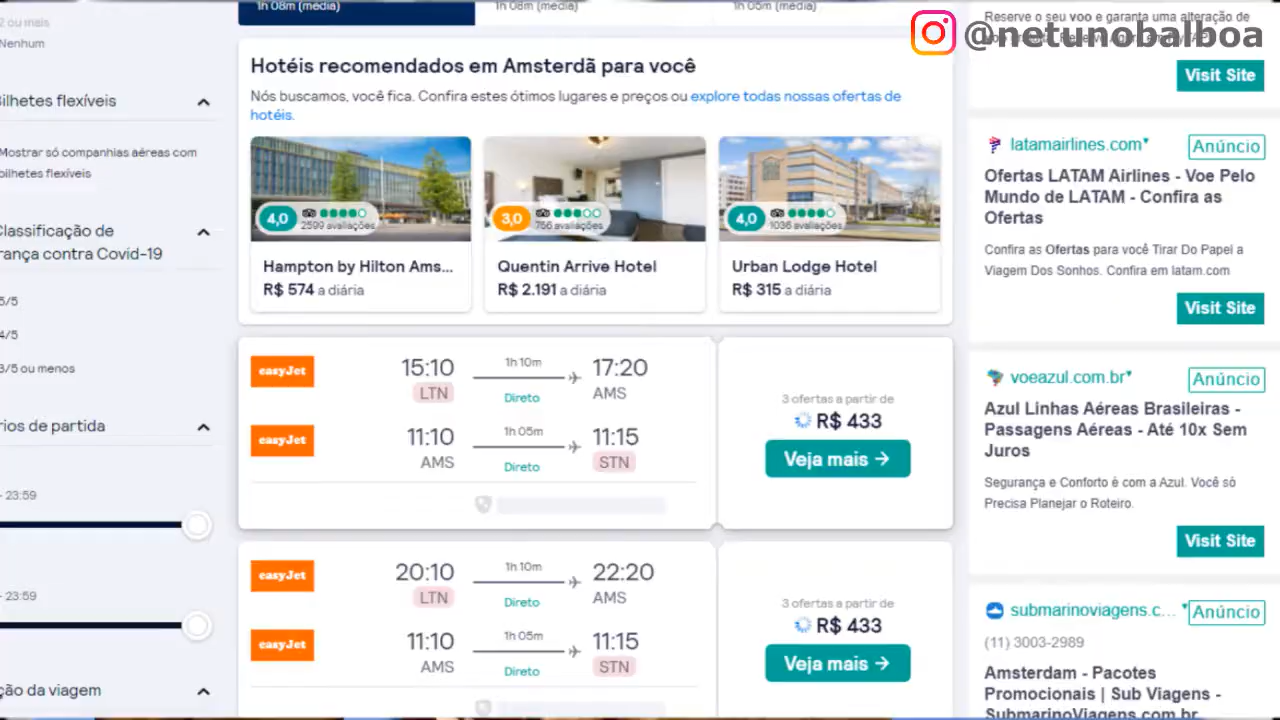 2 ou mais
Nenhum
Bilhetes flexíveis
Mostrar só companhias aéreas com
bilhetes flexíveis
Classificação de
rança contra Covid-19
5/5
4/5
3/5 ou menos
rios de partida
- 23:59
- 23:59
ção da viagem
1h 08m (média)
1h 08m (média)
1h 05m (média)
Hotéis recomendados em Amsterdã para você
Nós buscamos, você fica. Confira estes ótimos lugares e preços ou explore todas nossas ofertas de
hotéis.
4,0
2599 avaliações
Hampton by Hilton Ams...
R$ 574 a diária
3,0
756 avaliações
Quentin Arrive Hotel
R$ 2.191 a diária
4,0
1036 avaliações
Urban Lodge Hotel
R$ 315 a diária
easyJet
15:10
LTN
1h 10m
Direto
17:20
AMS
easyJet
11:10
AMS
1h 05m
Direto
11:15
STN
3 ofertas a partir de
R$ 433
Veja mais →
easyJet
20:10
LTN
1h 10m
Direto
22:20
AMS
easyJet
11:10
AMS
1h 05m
Direto
11:15
STN
3 ofertas a partir de
R$ 433
Veja mais →
@netunobalboa
Reserve o seu voo e garanta uma alteração de
Visit Site
latamairlines.com
Anúncio
Ofertas LATAM Airlines - Voe Pelo
Mundo de LATAM - Confira as
Ofertas
Confira as Ofertas para você Tirar Do Papel a
Viagem Dos Sonhos. Confira em latam.com
Visit Site
voeazul.com.br
Anúncio
Azul Linhas Aéreas Brasileiras -
Passagens Aéreas - Até 10x Sem
Juros
Segurança e Conforto é com a Azul. Você só
Precisa Planejar o Roteiro.
Visit Site
submarinoviagens.c...
Anúncio
(11) 3003-2989
Amsterdam - Pacotes
Promocionais | Sub Viagens -
SubmarinoViagens.com.br